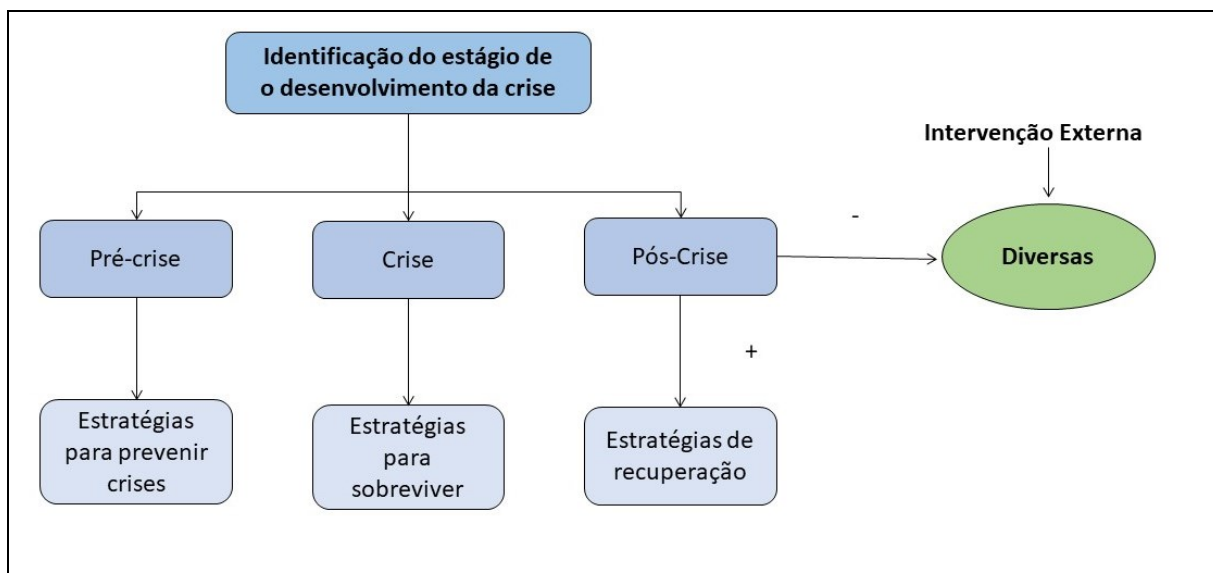 Identificação do estágio de
o desenvolvimento da crise
Intervenção Externa
Pré-crise
Crise
Pós-Crise
-
Diversas
+
Estratégias
para prevenir
crises
Estratégias
para
sobreviver
Estratégias de
recuperação